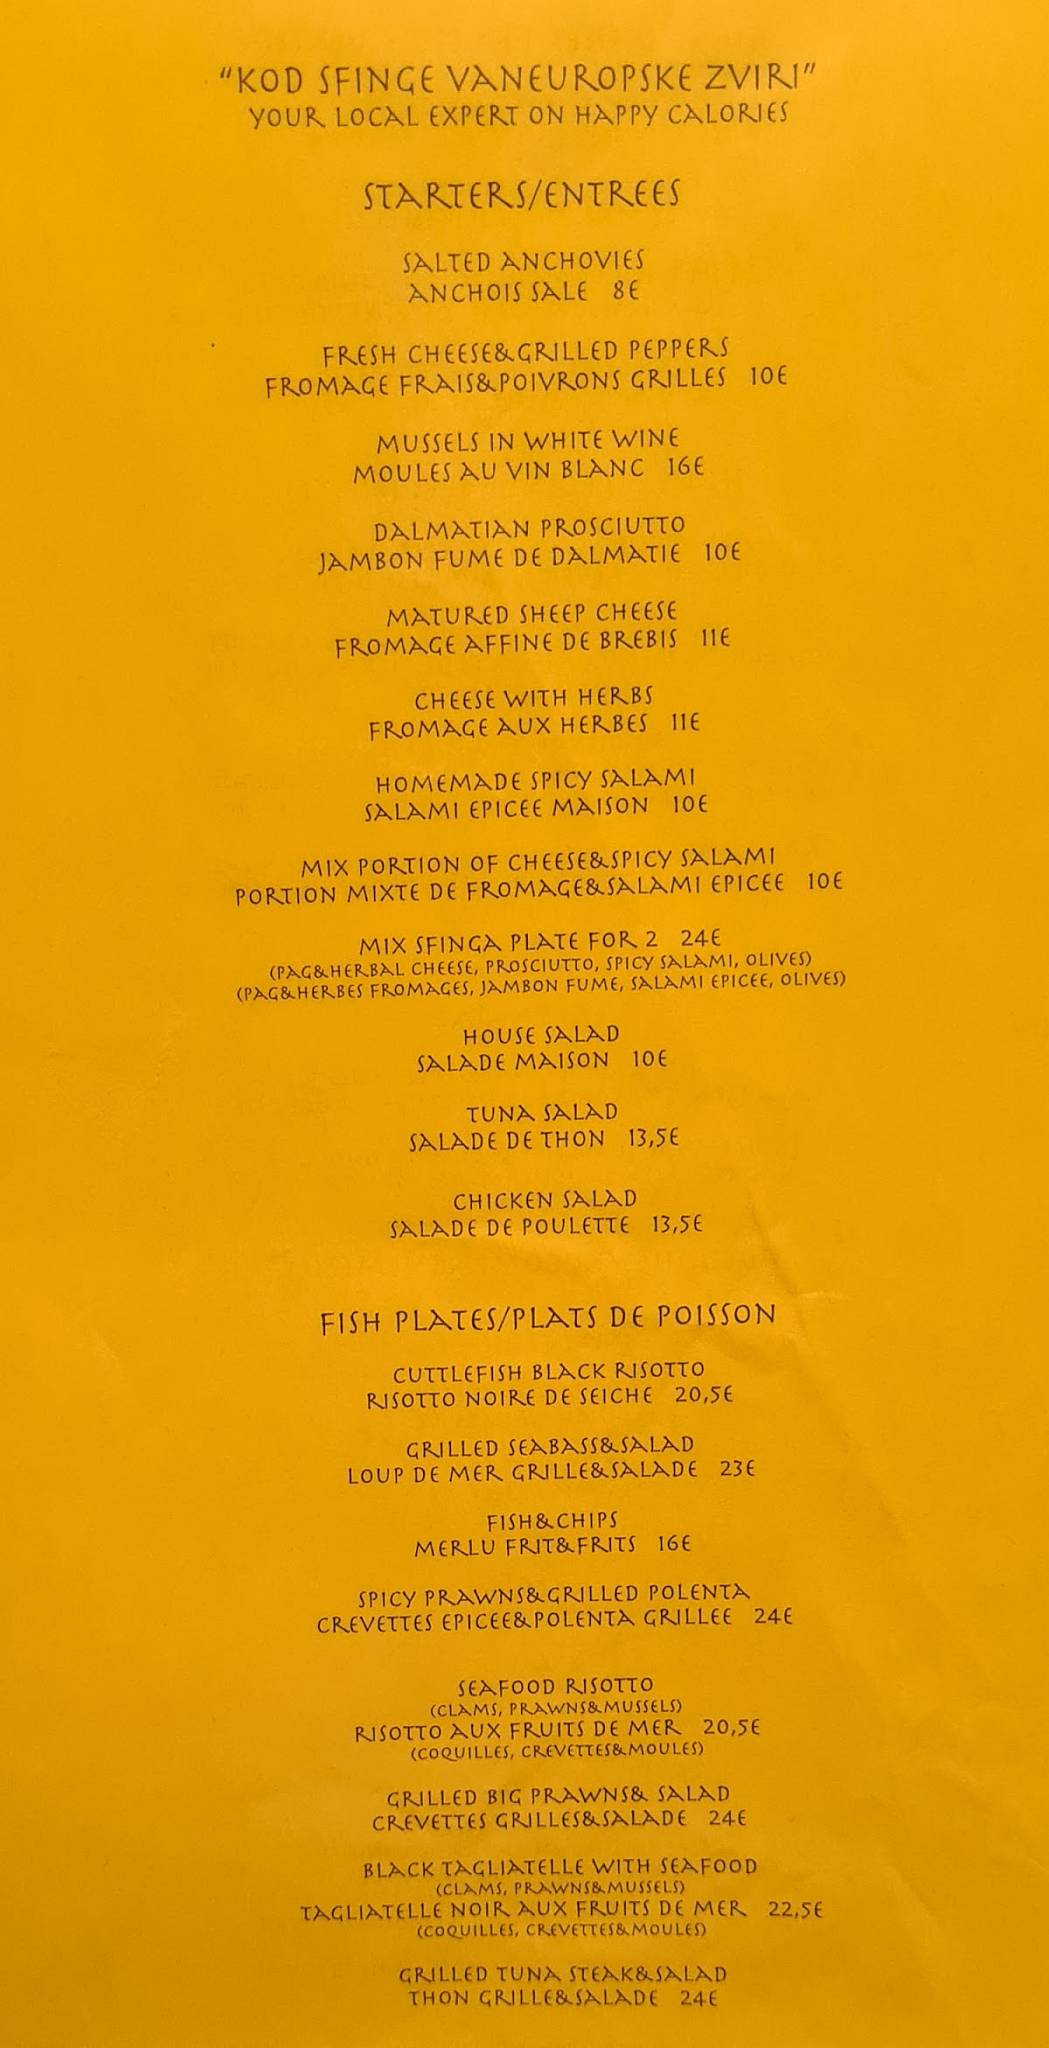 "KOD SFINGE VANEUROPSKE ZVIRI"
YOUR LOCAL EXPERT ON HAPPY CALORIES
STARTERS/ENTREES
SALTED ANCHOVIES
ANCHOIS SALE 8€
FRESH CHEESE&GRILLED PEPPERS
FROMAGE FRAIS&POIVRONS GRILLES 10€
MUSSELS IN WHITE WINE
MOULES AU VIN BLANC 16€
DALMATIAN PROSCIUTTO
JAMBON FUME DE DALMATIE 10€
MATURED SHEEP CHEESE
FROMAGE AFFINE DE BREBIS 11€
CHEESE WITH HERBS
FROMAGE AUX HERBES 11€
HOMEMADE SPICY SALAMI
SALAMI EPICEE MAISON 10€
MIX PORTION OF CHEESE&SPICY SALAMI
PORTION MIXTE DE FROMAGE&SALAMI EPICEE 10€
MIX SFINGA PLATE FOR 2 24€
(PAG&HERBAL CHEESE, PROSCIUTTO, SPICY SALAMI, OLIVES)
(PAG&HERBES FROMAGES, JAMBON FUME, SALAMI EPICEE, OLIVES)
HOUSE SALAD
SALADE MAISON 10€
TUNA SALAD
SALADE DE THON 13,5€
CHICKEN SALAD
SALADE DE POULETTE 13,5€
FISH PLATES/PLATS DE POISSON
CUTTLEFISH BLACK RISOTTO
RISOTTO NOIRE DE SEICHE 20,5€
GRILLED SEABASS&SALAD
LOUP DE MER GRILLE&SALADE 23€
FISH&CHIPS
MERLU FRIT&FRITS 16€
SPICY PRAWNS&GRILLED POLENTA
CREVETTES EPICEE&POLENTA GRILLEE 24€
SEAFOOD RISOTTO
(CLAMS, PRAWNS&MUSSELS)
RISOTTO AUX FRUITS DE MER 20,5€
(COQUILLES, CREVETTES&MOULES)
GRILLED BIG PRAWNS& SALAD
CREVETTES GRILLES&SALADE 24€
BLACK TAGLIATELLE WITH SEAFOOD
(CLAMS, PRAWNS&MUSSELS)
TAGLIATELLE NOIR AUX FRUITS DE MER 22,5€
(COQUILLES, CREVETTES&MOULES)
GRILLED TUNA STEAK&SALAD
THON GRILLE&SALADE 24€